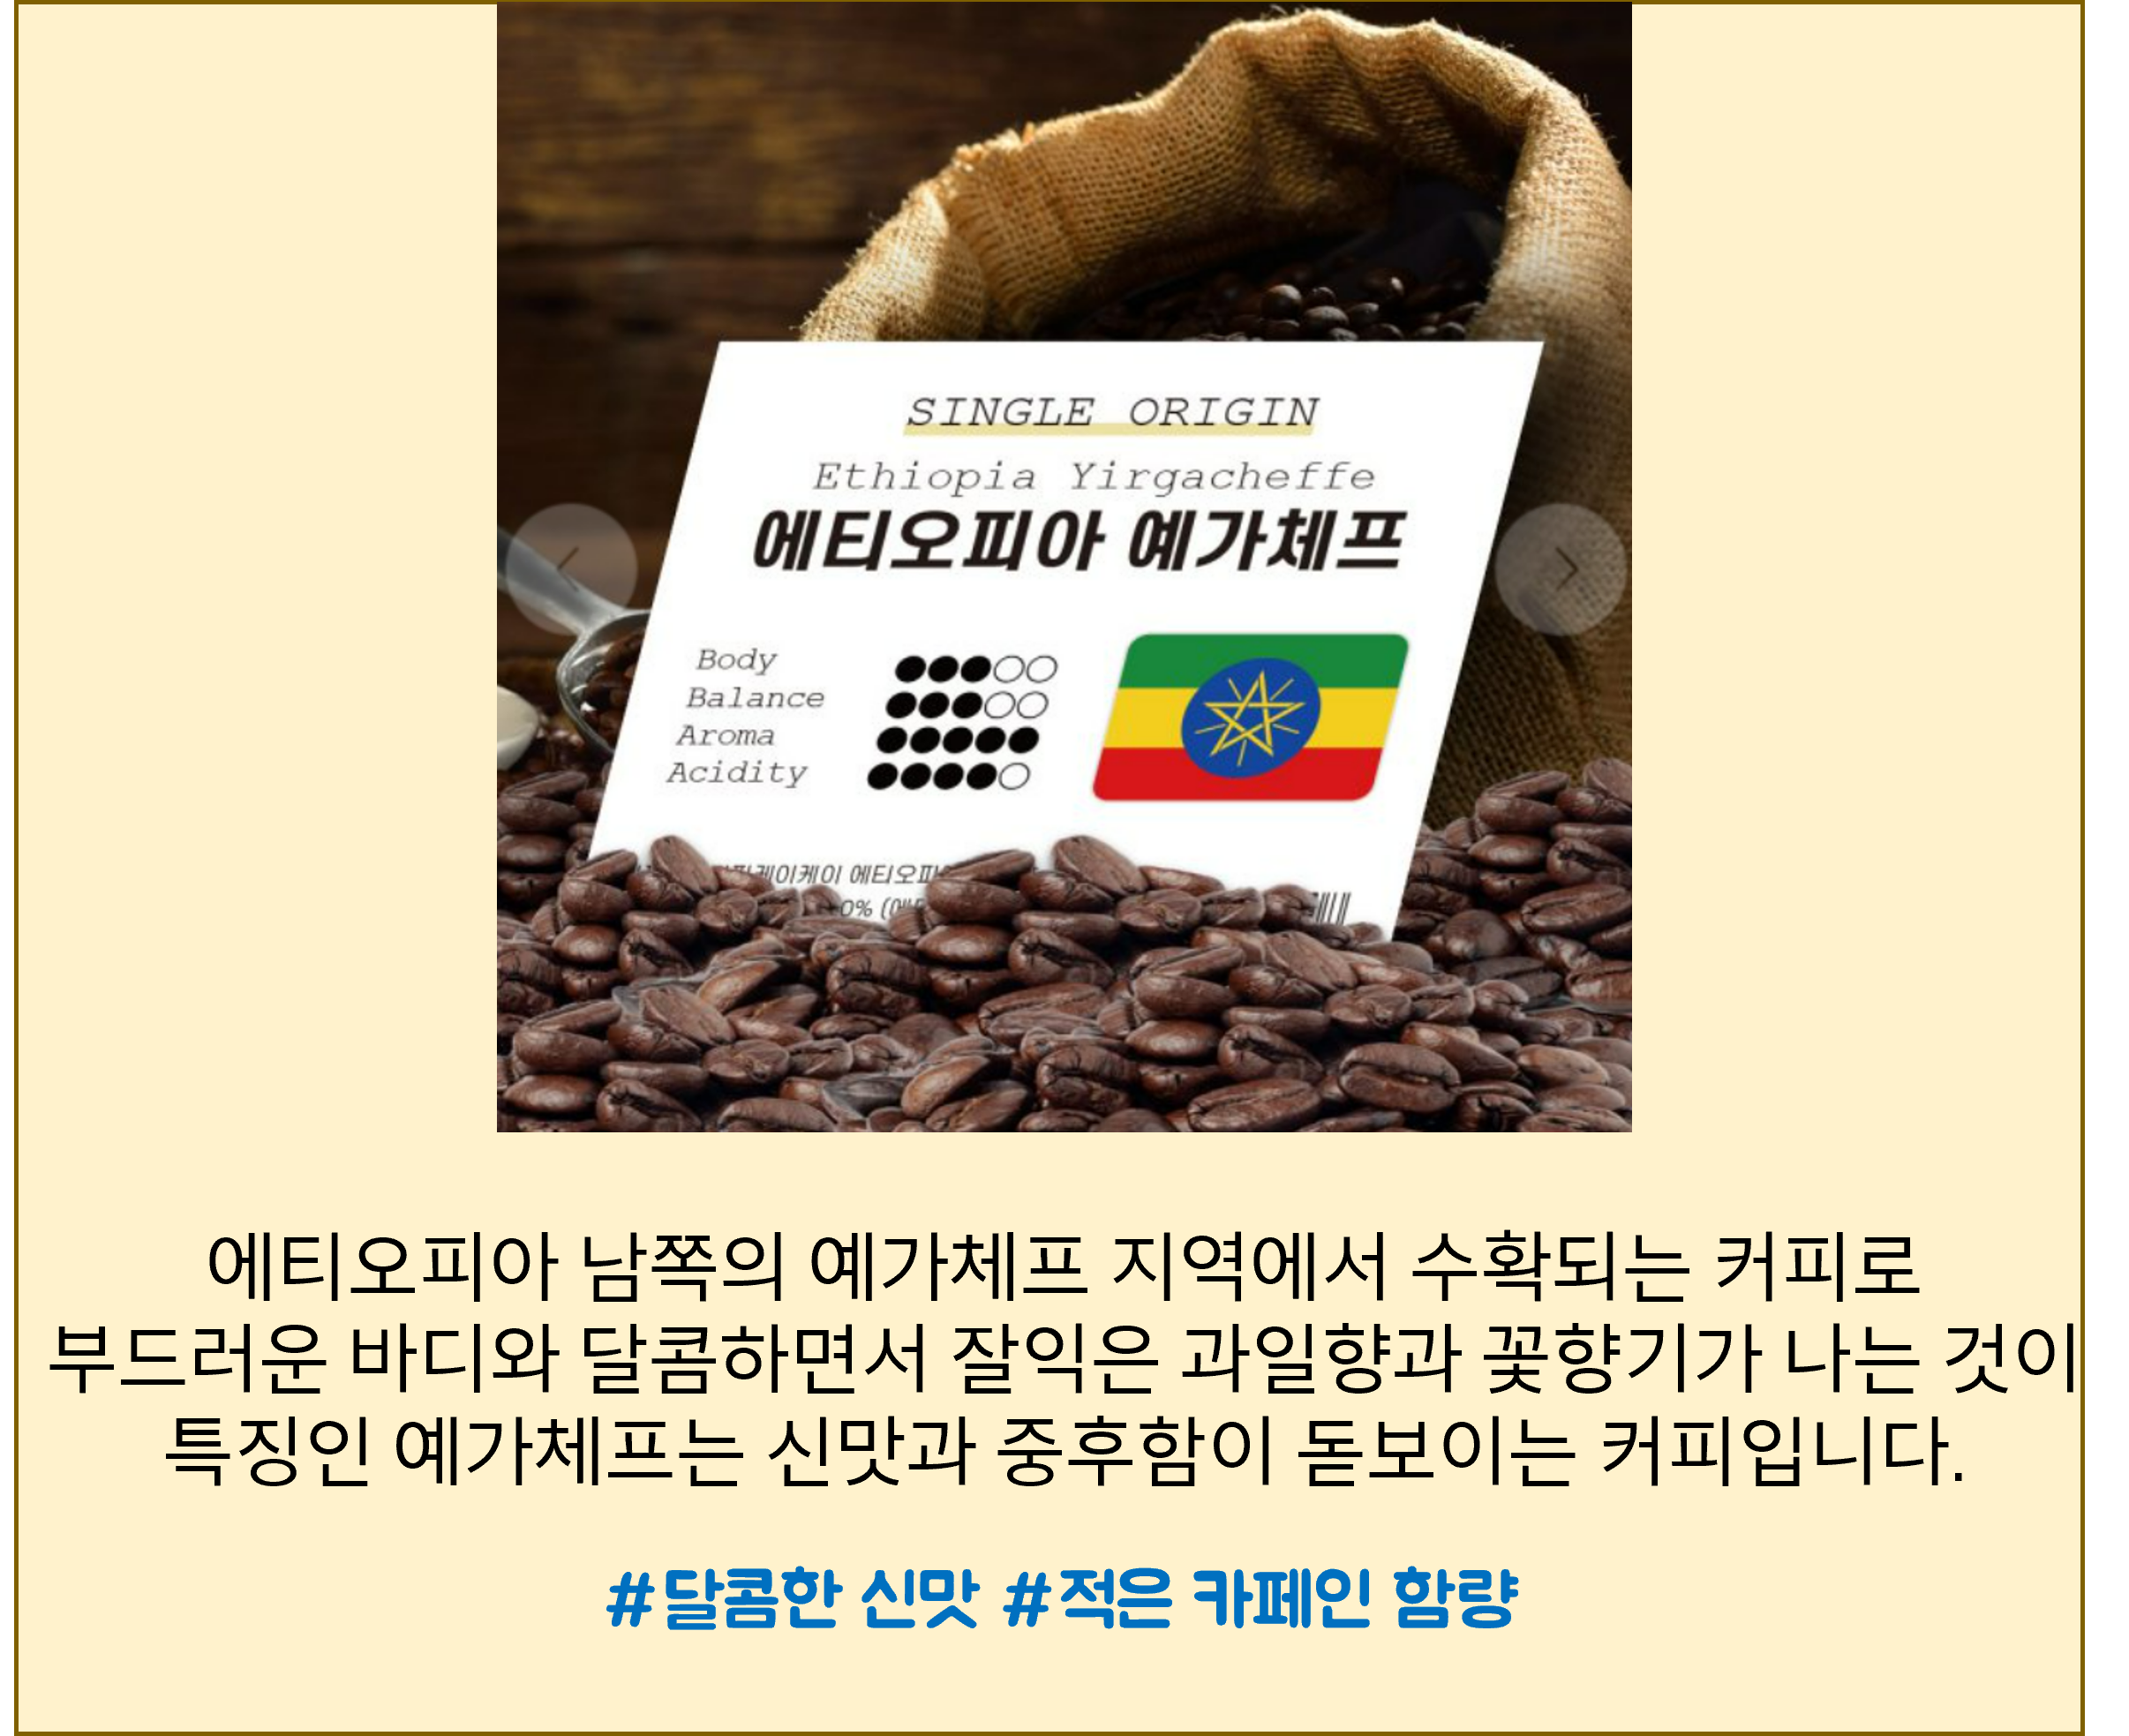 SINGLE ORIGIN
Ethiopia Yirgacheffe
에티오피아 예가체프
Body
Balance
Aroma
Acidity
에티오피
0%
에티오피아 남쪽의 예가체프 지역에서 수확되는 커피로
부드러운 바디와 달콤하면서 잘익은 과일향과 꽃향기가 나는 것이
특징인 예가체프는 신맛과 중후함이 돋보이는 커피입니다.
#달콤한 신맛 #적은 카페인 함량